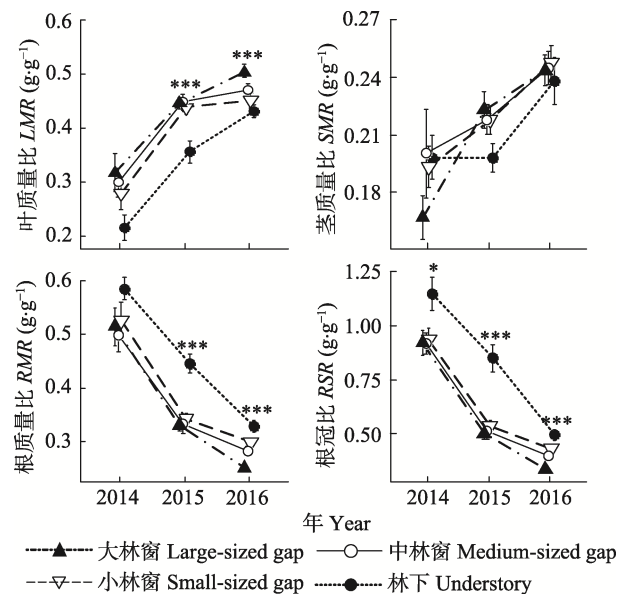 0.6
0.5
0.4
0.3
0.2
叶质量比 LMR (g·g⁻¹)
***
***
0.26
0.22
0.18
茎质量比 SMR (g·g⁻¹)
0.6
0.5
0.4
0.3
根质量比 RMR (g·g⁻¹)
***
***
2014 2015 2016
1.25
1.00
0.75
0.50
根冠比 RSR (g·g⁻¹)
*
***
***
2014 2015 2016
年 Year
大林窗 Large-sized gap 中林窗 Medium-sized gap
小林窗 Small-sized gap 林下 Understory